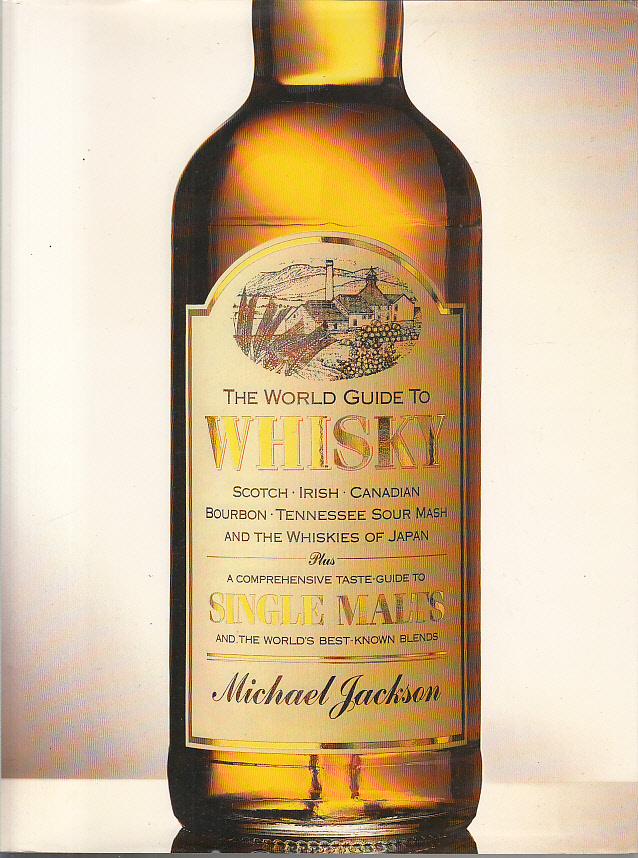 THE WORLD GUIDE TO
WHISKY
SCOTCH · IRISH · CANADIAN
BOURBON · TENNESSEE SOUR MASH
AND THE WHISKIES OF JAPAN
Plus
A COMPREHENSIVE TASTE-GUIDE TO
SINGLE MALTS
AND THE WORLD'S BEST-KNOWN BLENDS
Michael Jackson